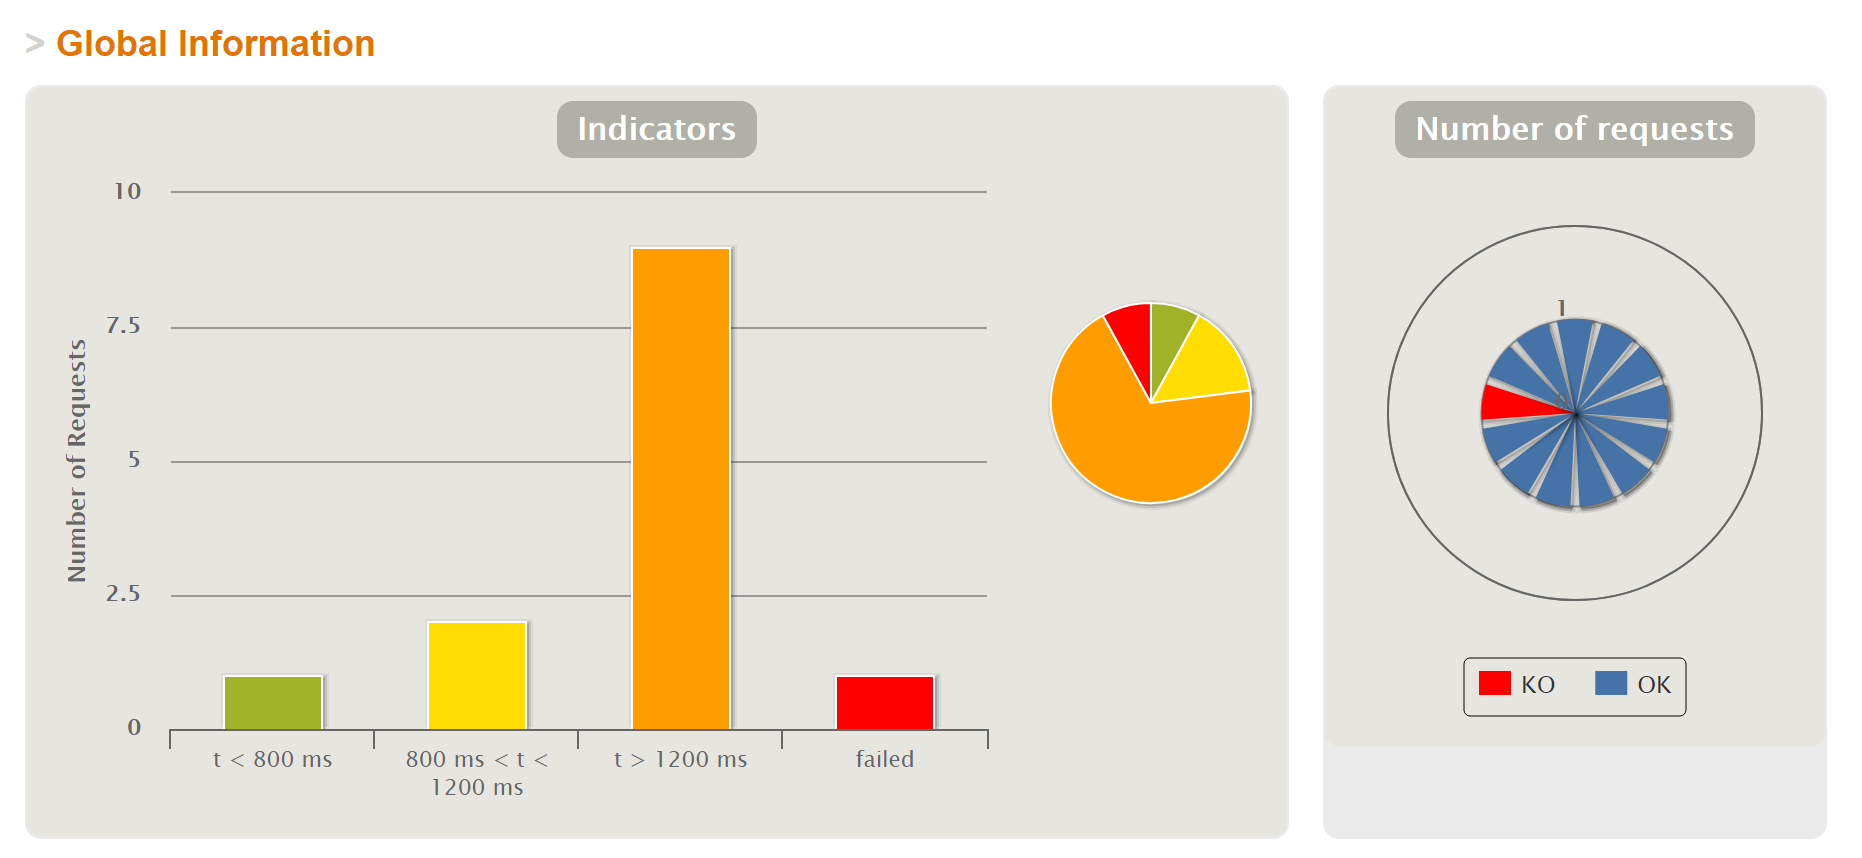 > Global Information
Indicators
Number of Requests
10
7.5
5
2.5
0
t < 800 ms
800 ms < t <
1200 ms
t > 1200 ms
failed
Number of requests
1
0
KO
OK